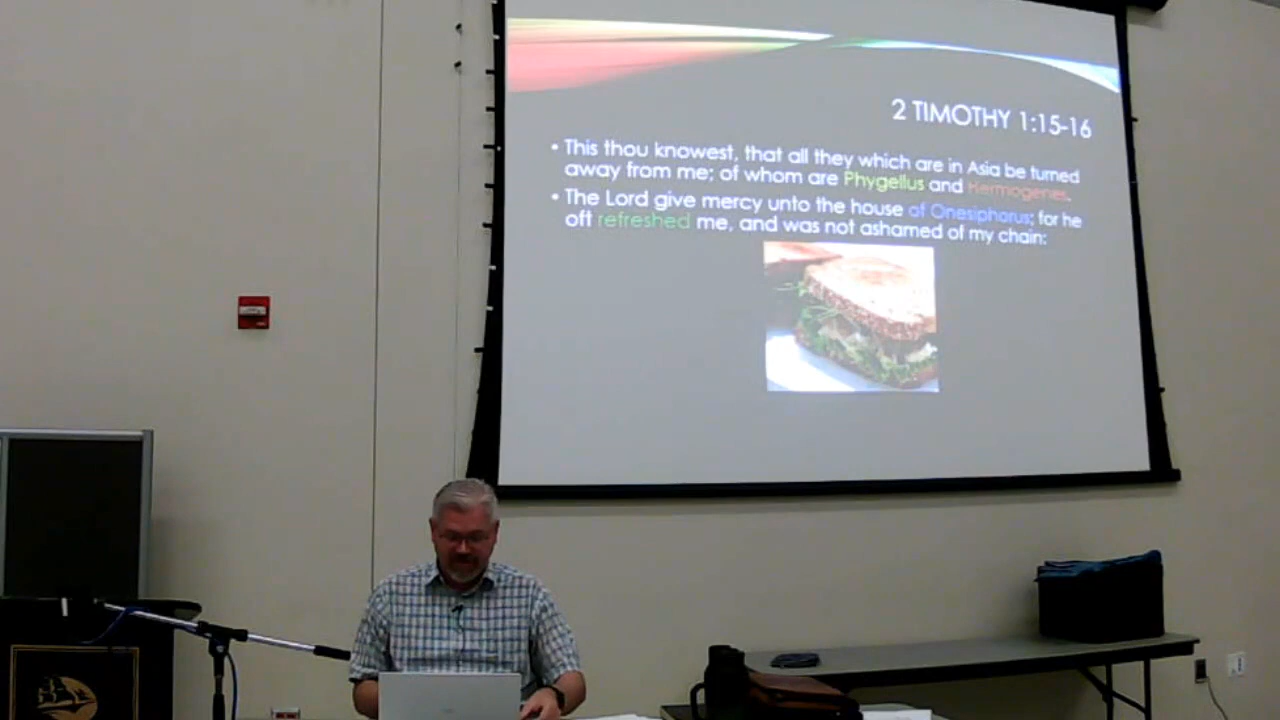 2 TIMOTHY 1:15-16
• This thou knowest, that all they which are in Asia be turned
away from me; of whom are Phygellus and Hermogenes.
• The Lord give mercy unto the house of Onesiphorus; for he
oft refreshed me, and was not ashamed of my chain: